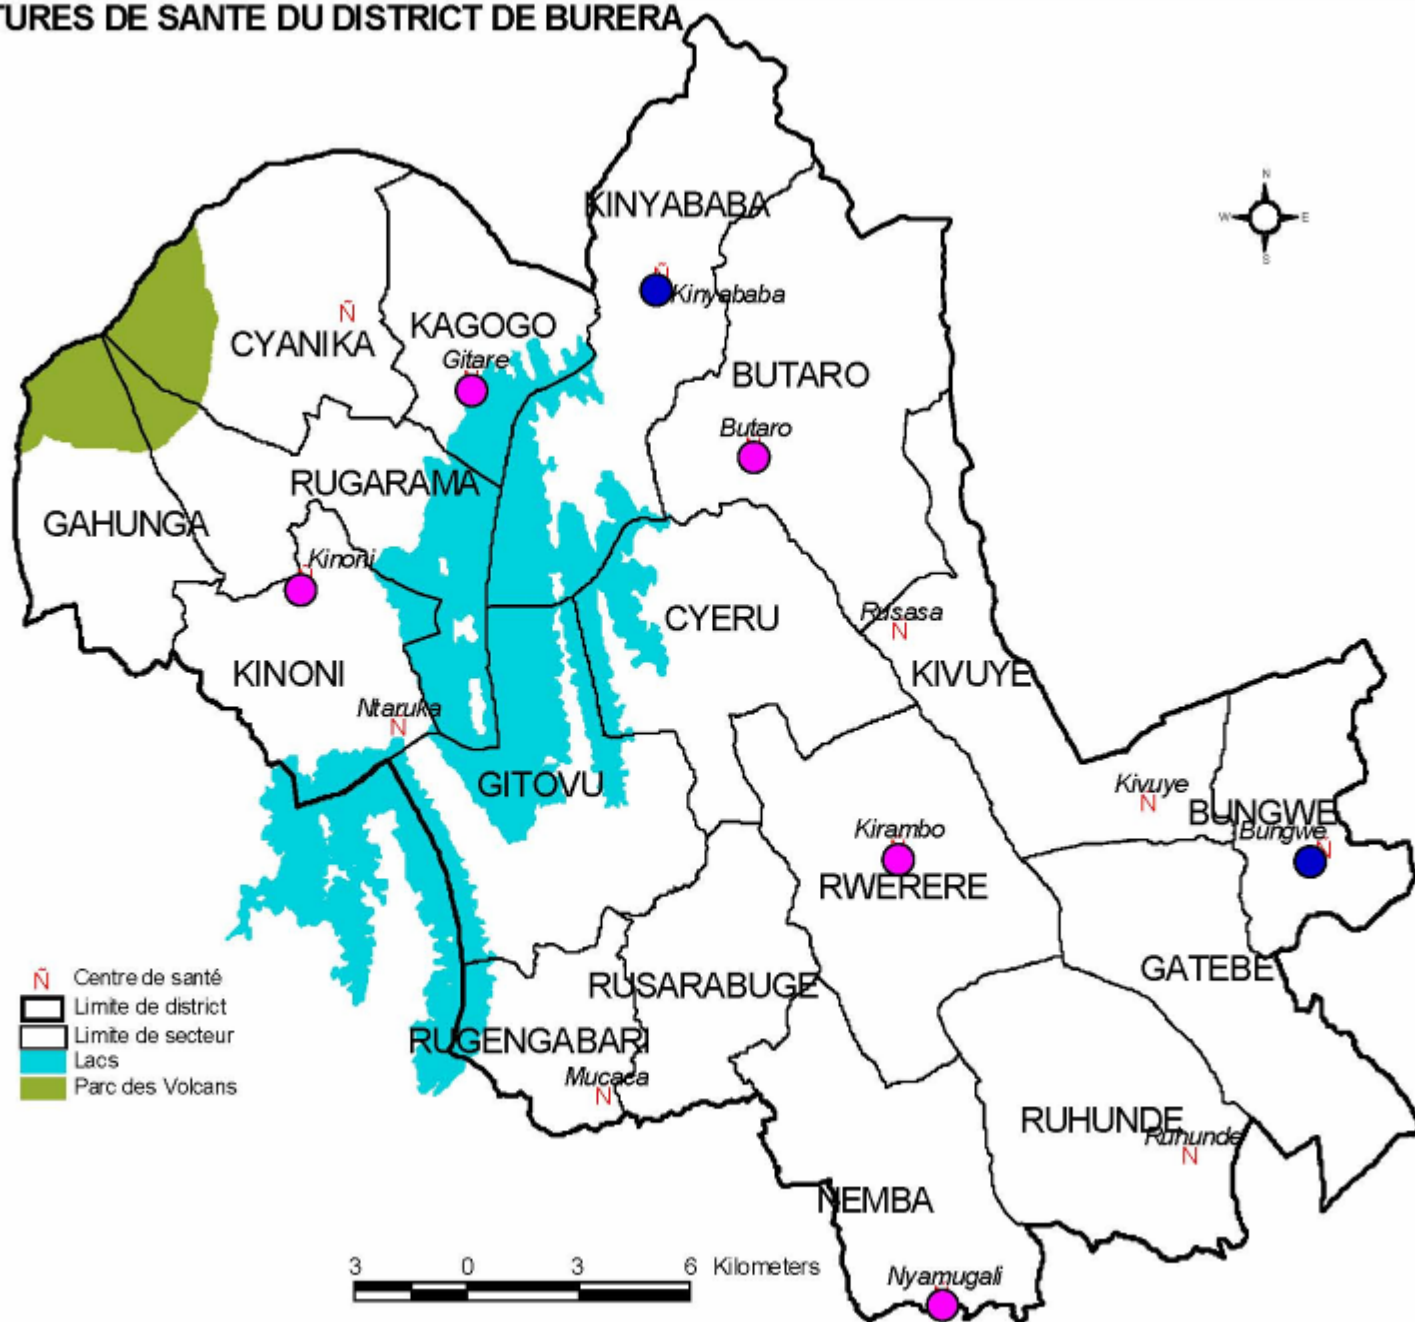 TURES DE SANTE DU DISTRICT DE BURERA
N
W E
S
KINYABABA
Ñ
Kinyababa
Ñ
CYANIKA
KAGOGO
Gitare
BUTARO
Butaro
RUGARAMA
GAHUNGA
Kinoni
Ñ
CYERU
Rusasa
Ñ
KINONI
KIVUYE
Ntaruka
Ñ
GITOVU
Kivuye
Ñ
BUNGWE
Bungwe
Ñ
Kirambo
RWERERE
GATEBE
RUSARABUGE
RUGENGABARI
Mucaca
Ñ
RUHUNDE
Ruhunde
Ñ
NEMBA
Nyamugali
Ñ Centre de santé
Limite de district
Limite de secteur
Lacs
Parc des Volcans
3 0 3 6 Kilometers